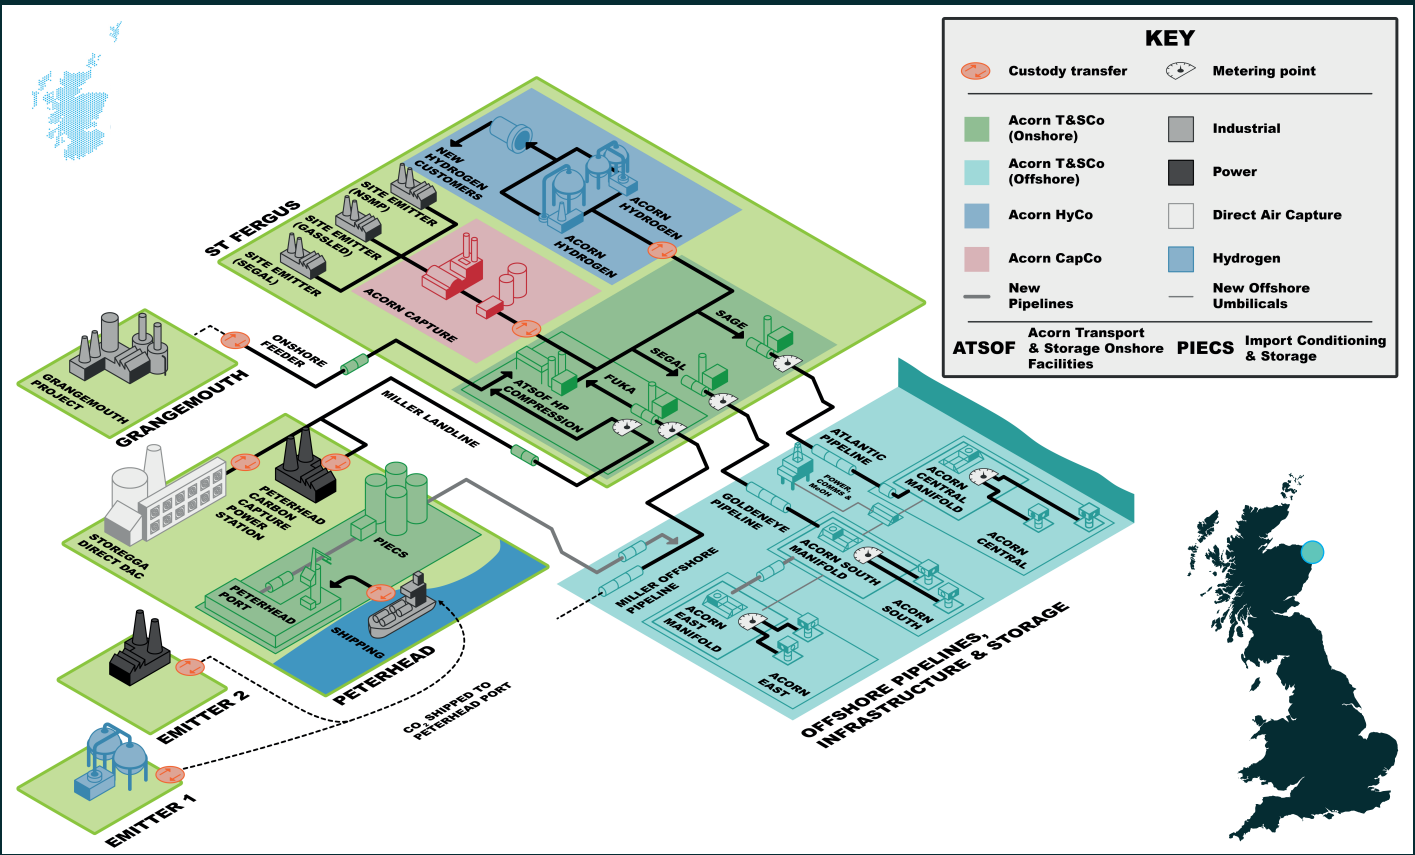 KEY
Custody transfer
Metering point
Acorn T&SCo
(Onshore)
Industrial
Acorn T&SCo
(Offshore)
Power
Acorn HyCo
Direct Air Capture
Acorn CapCo
Hydrogen
New
Pipelines
New Offshore
Umbilicals
ATSOF
Acorn Transport
& Storage Onshore
Facilities
PIECS
Import Conditioning
& Storage
ST FERGUS
NEW
HYDROGEN
CUSTOMERS
ACORN
HYDROGEN
ACORN
HYDROGEN
SITE EMITTER
(NSMP)
SITE EMITTER
(GASSLED)
SITE EMITTER
(SEGAL)
ACORN CAPTURE
SAGE
SEGAL
FUKA
ATSOF HP
COMPRESSION
GRANGEMOUTH
PROJECT
GRANGEMOUTH
ONSHORE
FEEDER
MILLER LANDLINE
STOREGGA
DIRECT DAC
PETERHEAD
CARBON
CAPTURE
POWER
STATION
PIECS
PETERHEAD
PORT
SHIPPING
PETERHEAD
EMITTER 2
EMITTER 1
CO2 SHIPPED TO
PETERHEAD PORT
ATLANTIC
PIPELINE
POWER,
COMMS &
MeOH
GOLDENEYE
PIPELINE
MILLER OFFSHORE
PIPELINE
ACORN
CENTRAL
MANIFOLD
ACORN
CENTRAL
ACORN SOUTH
MANIFOLD
ACORN
SOUTH
ACORN
EAST
MANIFOLD
ACORN
EAST
OFFSHORE PIPELINES,
INFRASTRUCTURE & STORAGE